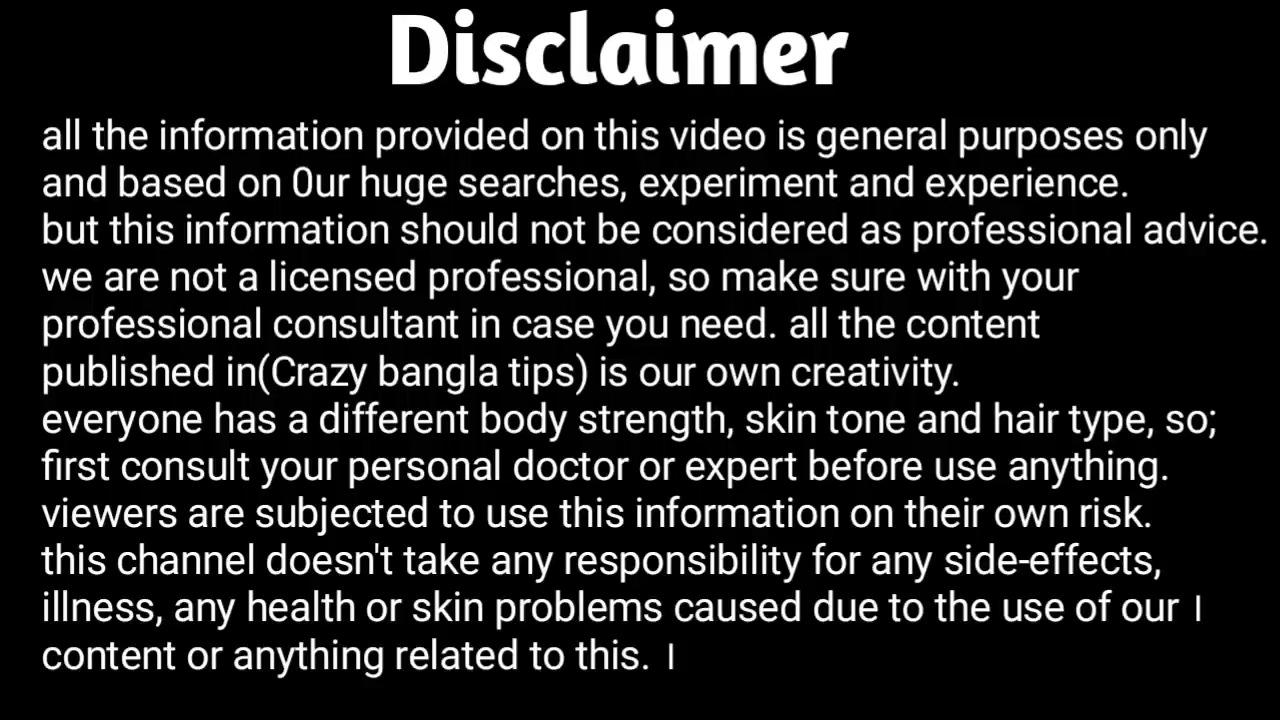 Disclaimer
all the information provided on this video is general purposes only
and based on 0ur huge searches, experiment and experience.
but this information should not be considered as professional advice.
we are not a licensed professional, so make sure with your
professional consultant in case you need. all the content
published in(Crazy bangla tips) is our own creativity.
everyone has a different body strength, skin tone and hair type, so;
first consult your personal doctor or expert before use anything.
viewers are subjected to use this information on their own risk.
this channel doesn't take any responsibility for any side-effects,
illness, any health or skin problems caused due to the use of our ।
content or anything related to this. ।